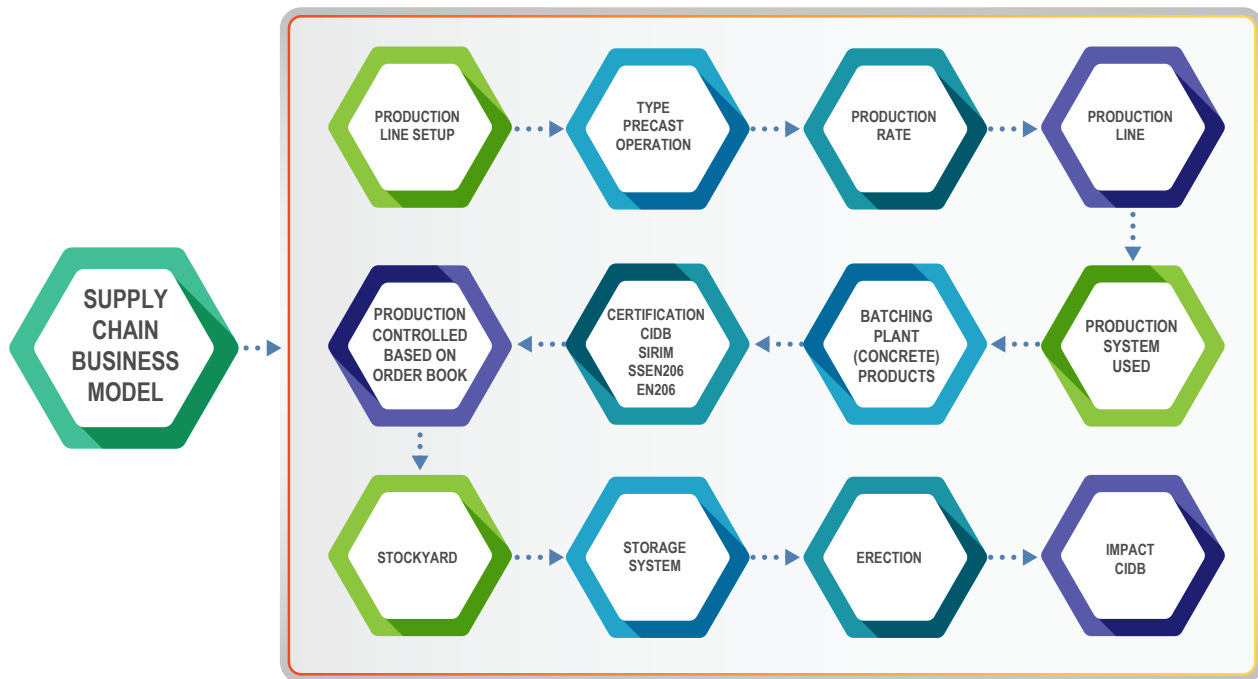 SUPPLY
CHAIN
BUSINESS
MODEL
PRODUCTION
LINE SETUP
TYPE
PRECAST
OPERATION
PRODUCTION
RATE
PRODUCTION
LINE
PRODUCTION
SYSTEM
USED
BATCHING
PLANT
(CONCRETE)
PRODUCTS
CERTIFICATION
CIDB
SIRIM
SSEN206
EN206
PRODUCTION
CONTROLLED
BASED ON
ORDER BOOK
STOCKYARD
STORAGE
SYSTEM
ERECTION
IMPACT
CIDB